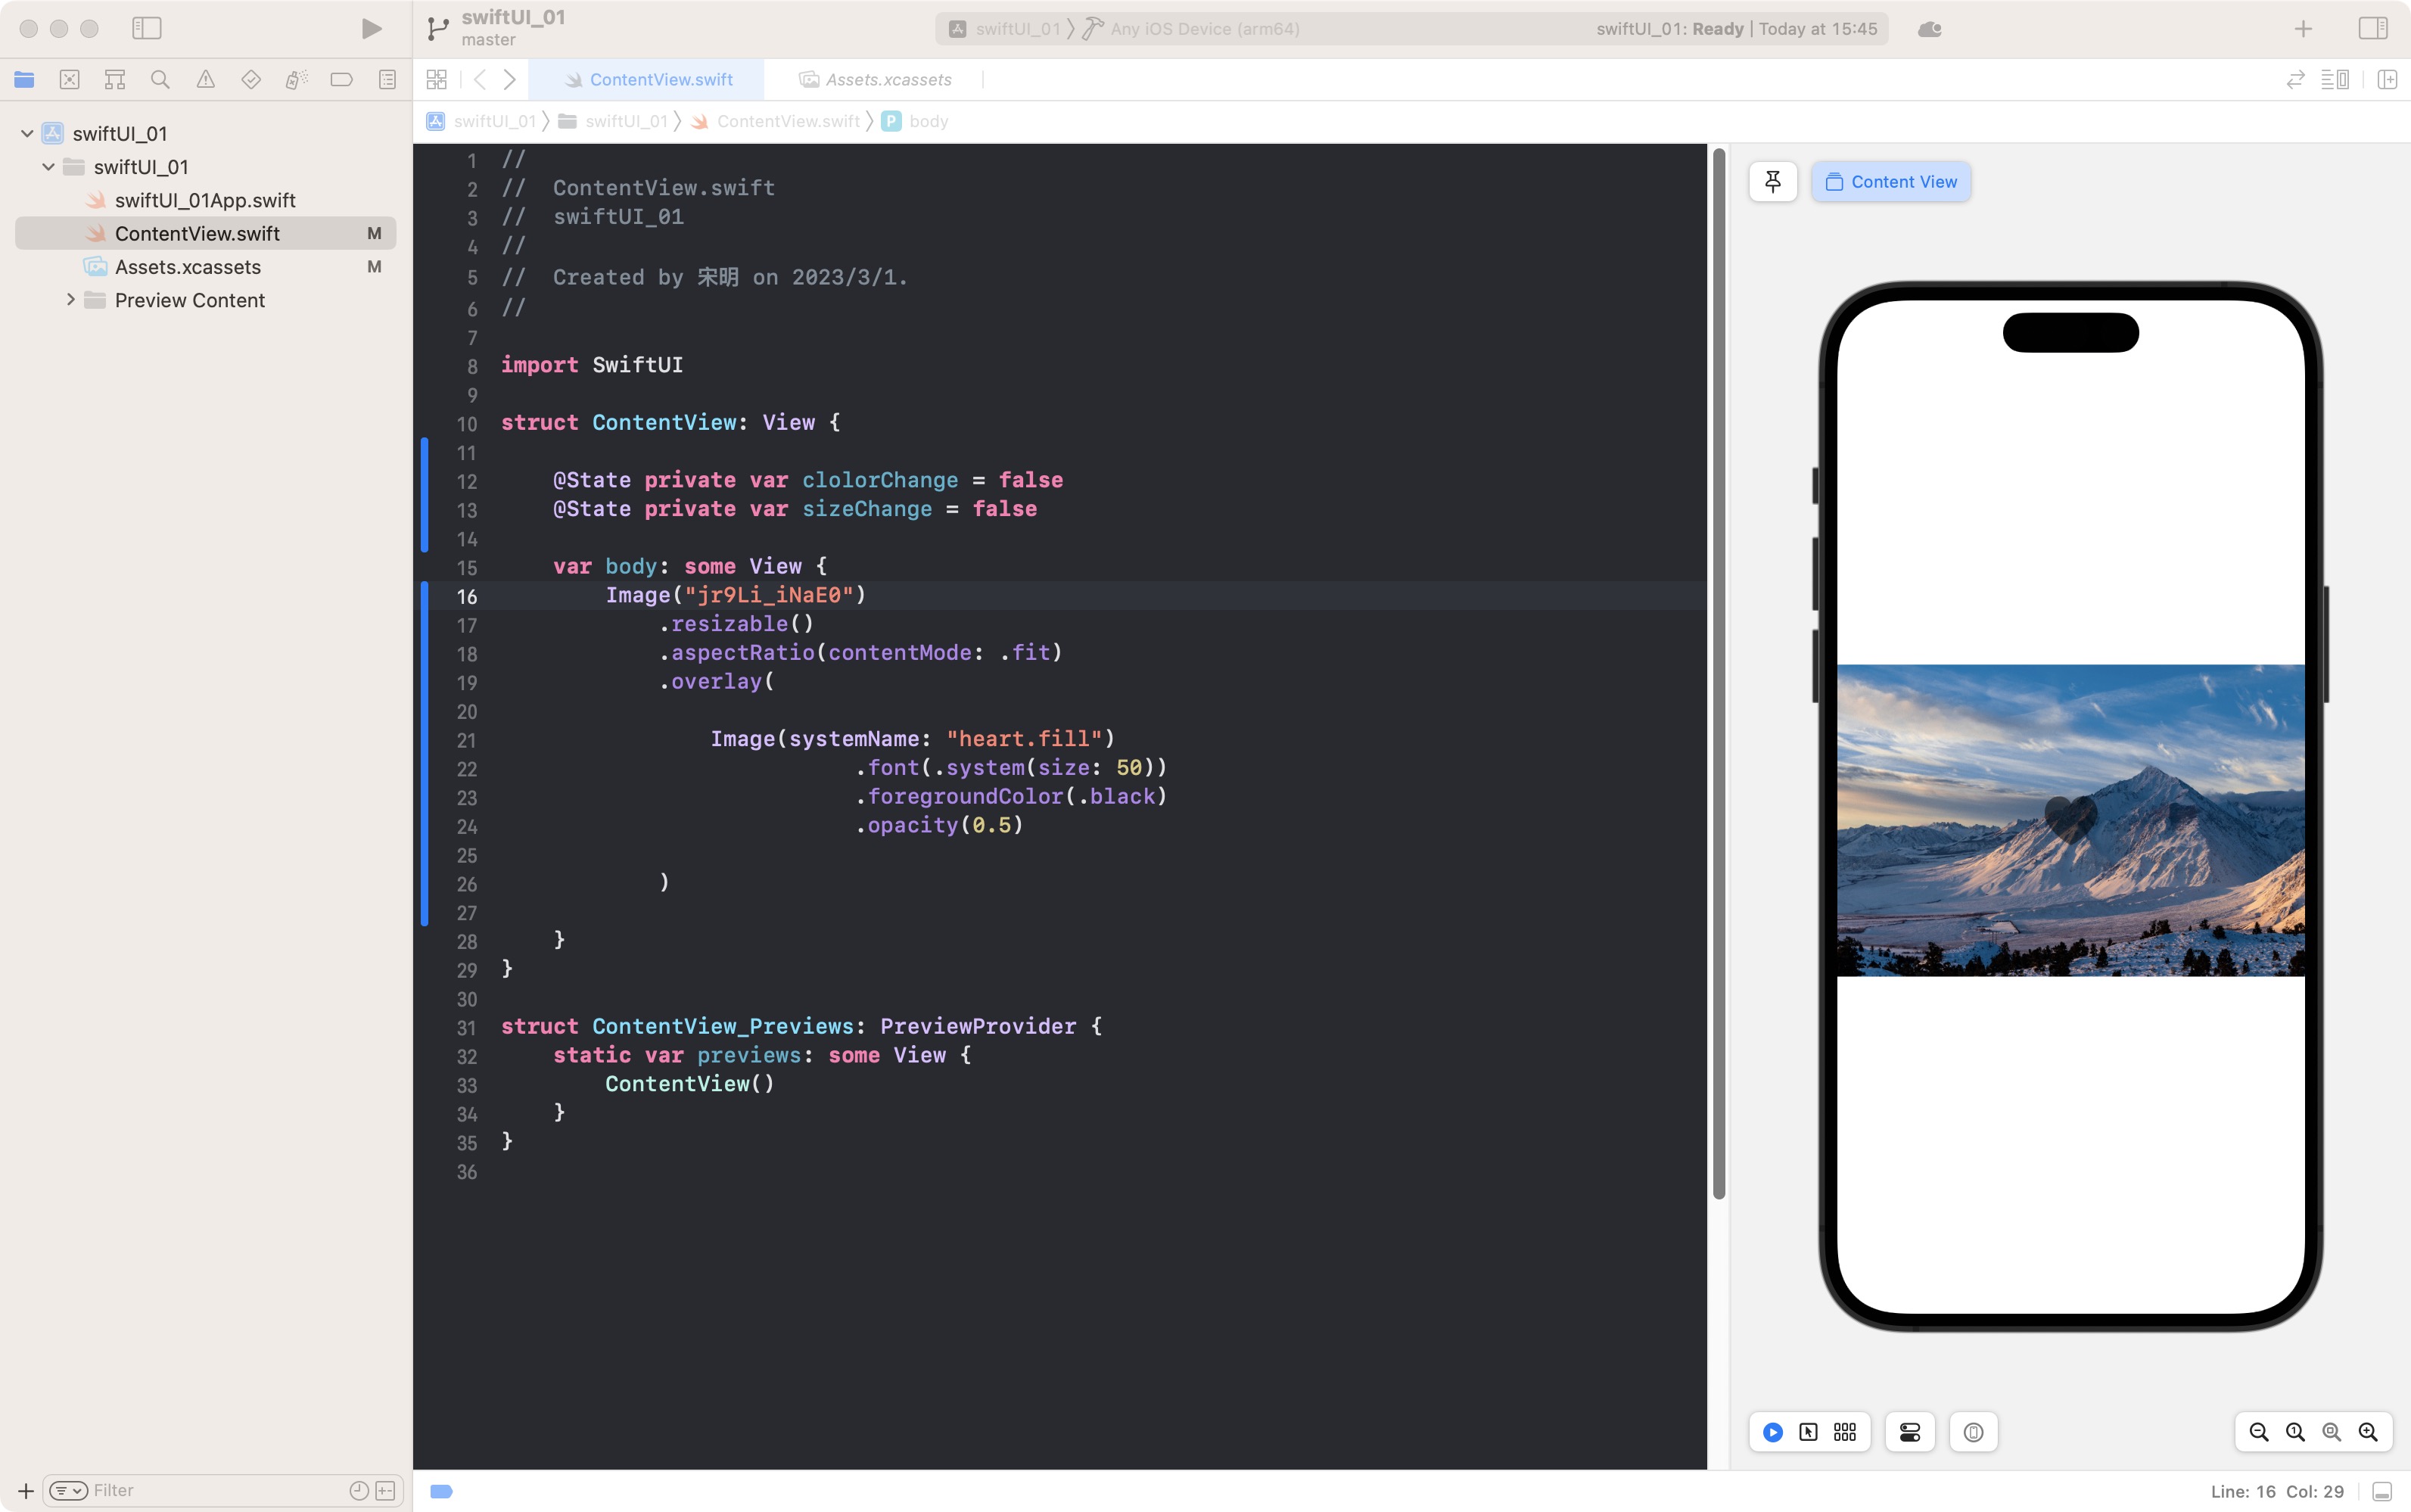 swiftUI_01
master
swiftUI_01 Any iOS Device (arm64)
swiftUI_01: Ready | Today at 15:45
ContentView.swift
Assets.xcassets
swiftUI_01 swiftUI_01 ContentView.swift P body
swiftUI_01
swiftUI_01
swiftUI_01App.swift
ContentView.swift M
Assets.xcassets M
Preview Content
1 //
2 //  ContentView.swift
3 //  swiftUI_01
4 //
5 //  Created by 宋明 on 2023/3/1.
6 //
7
8 import SwiftUI
9
10 struct ContentView: View {
11
12     @State private var clolorChange = false
13     @State private var sizeChange = false
14
15     var body: some View {
16         Image("jr9Li_iNaE0")
17             .resizable()
18             .aspectRatio(contentMode: .fit)
19             .overlay(
20
21                 Image(systemName: "heart.fill")
22                            .font(.system(size: 50))
23                            .foregroundColor(.black)
24                            .opacity(0.5)
25
26             )
27
28     }
29 }
30
31 struct ContentView_Previews: PreviewProvider {
32     static var previews: some View {
33         ContentView()
34     }
35 }
36
Content View
Filter
Line: 16 Col: 29